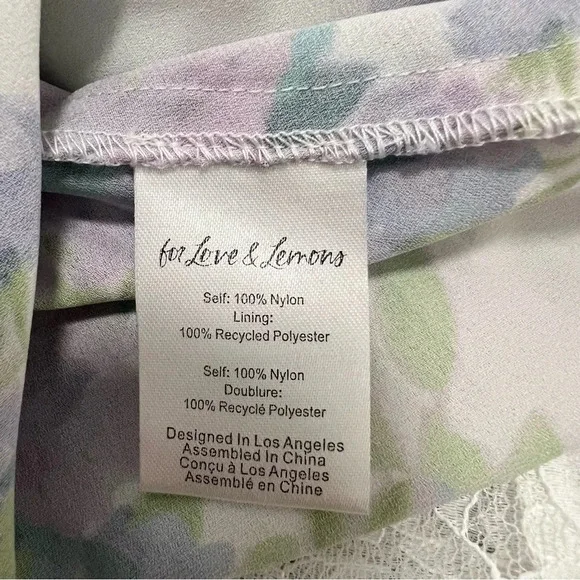 for Love & Lemons
Self: 100% Nylon
Lining:
100% Recycled Polyester
Self: 100% Nylon
Doublure:
100% Recyclé Polyester
Designed In Los Angeles
Assembled In China
Conçu à Los Angeles
Assemblé en Chine